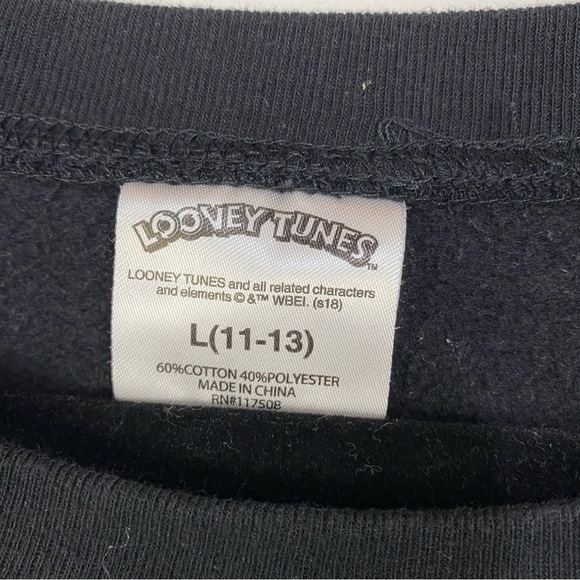 LOONEY TUNES™
LOONEY TUNES and all related characters
and elements © &™ WBEI. (s18)
L(11-13)
60%COTTON 40%POLYESTER
MADE IN CHINA
RN#117508